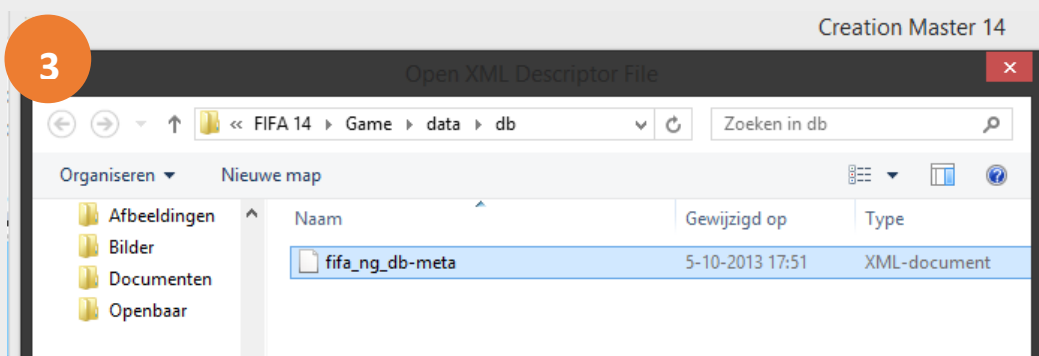 Creation Master 14
3
Open XML Descriptor File
« FIFA 14 Game data db
Zoeken in db
Organiseren Nieuwe map
Afbeeldingen
Bilder
Documenten
Openbaar
Naam Gewijzigd op Type
fifa_ng_db-meta 5-10-2013 17:51 XML-document